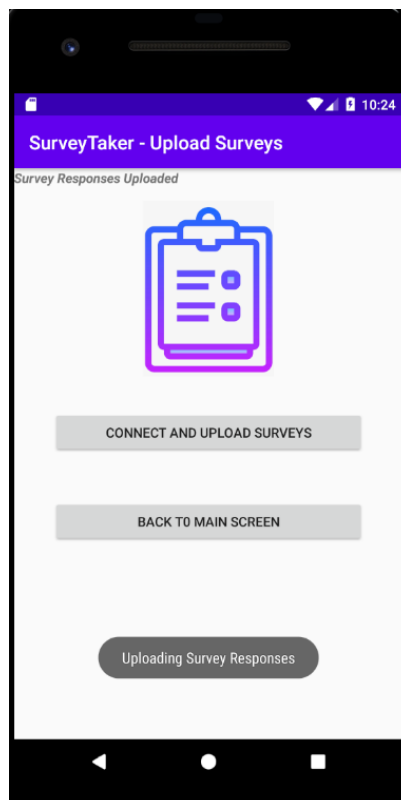 10:24
SurveyTaker - Upload Surveys
Survey Responses Uploaded
CONNECT AND UPLOAD SURVEYS
BACK T0 MAIN SCREEN
Uploading Survey Responses